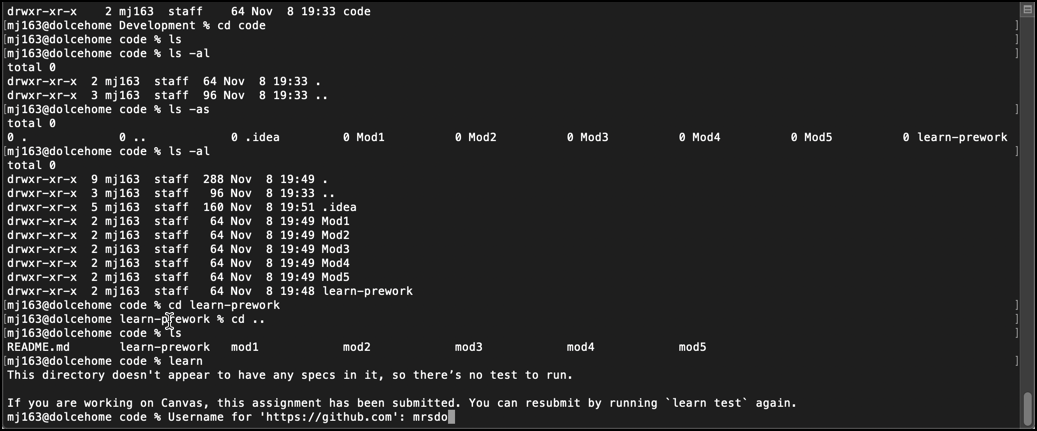 drwxr-xr-x    2 mj163  staff    64 Nov  8 19:33 code
[mj163@dolcehome Development % cd code ]
[mj163@dolcehome code % ls ]
[mj163@dolcehome code % ls -al ]
total 0
drwxr-xr-x  2 mj163  staff  64 Nov  8 19:33 .
drwxr-xr-x  3 mj163  staff  96 Nov  8 19:33 ..
[mj163@dolcehome code % ls -as ]
total 0
0 .             0 ..            0 .idea         0 Mod1          0 Mod2          0 Mod3          0 Mod4          0 Mod5          0 learn-prework
[mj163@dolcehome code % ls -al ]
total 0
drwxr-xr-x  9 mj163  staff  288 Nov  8 19:49 .
drwxr-xr-x  3 mj163  staff   96 Nov  8 19:33 ..
drwxr-xr-x  5 mj163  staff  160 Nov  8 19:51 .idea
drwxr-xr-x  2 mj163  staff   64 Nov  8 19:49 Mod1
drwxr-xr-x  2 mj163  staff   64 Nov  8 19:49 Mod2
drwxr-xr-x  2 mj163  staff   64 Nov  8 19:49 Mod3
drwxr-xr-x  2 mj163  staff   64 Nov  8 19:49 Mod4
drwxr-xr-x  2 mj163  staff   64 Nov  8 19:49 Mod5
drwxr-xr-x  2 mj163  staff   64 Nov  8 19:48 learn-prework
[mj163@dolcehome code % cd learn-prework ]
[mj163@dolcehome learn-prework % cd .. ]
[mj163@dolcehome code % ls ]
README.md       learn-prework   mod1            mod2            mod3            mod4            mod5
[mj163@dolcehome code % learn ]
This directory doesn't appear to have any specs in it, so there’s no test to run.
If you are working on Canvas, this assignment has been submitted. You can resubmit by running `learn test` again.
mj163@dolcehome code % Username for 'https://github.com': mrsdo